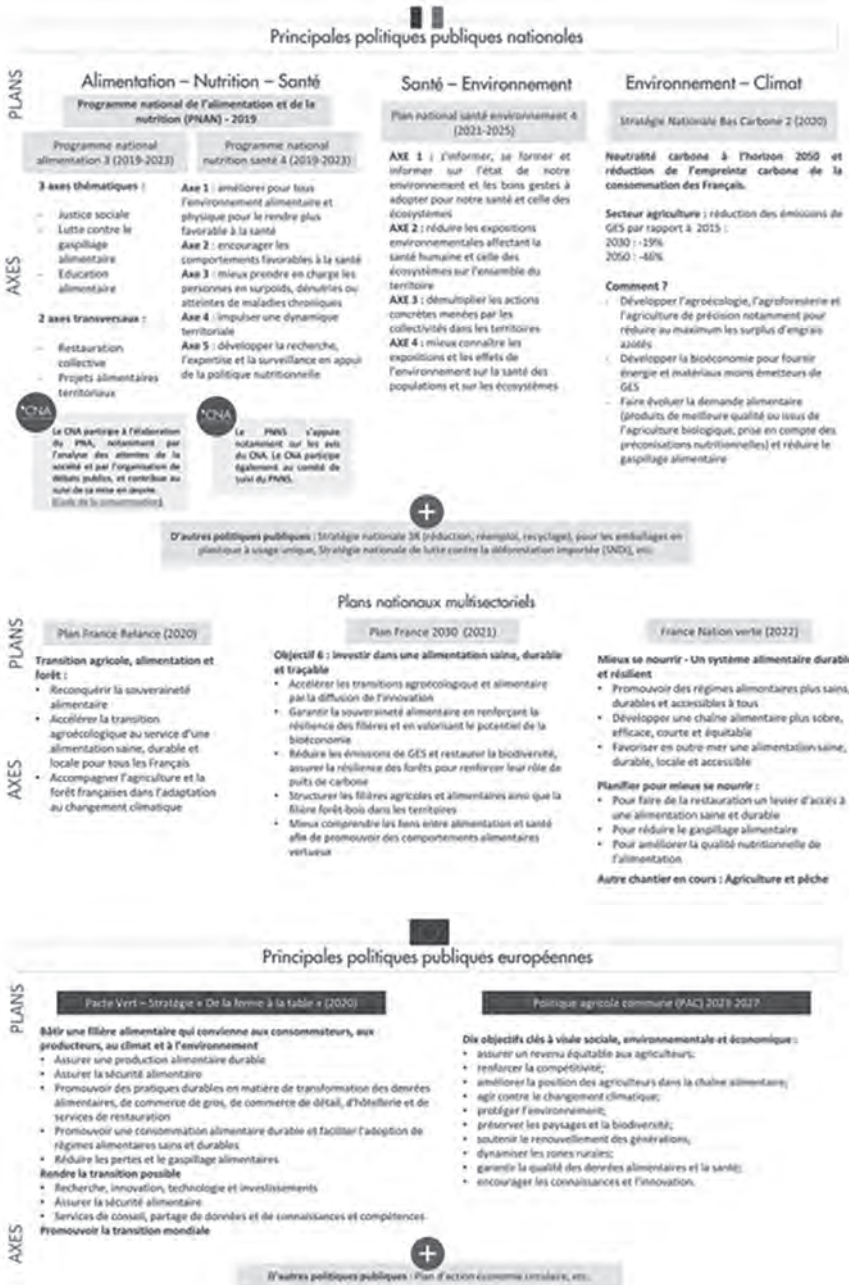 Principales politiques publiques nationales
PLANS
AXES
Alimentation – Nutrition – Santé
Programme national de l'alimentation et de la
nutrition (PNAN) - 2019
Programme national
alimentation 3 (2019-2023)
3 axes thématiques :
- Justice sociale
- Lutte contre le
gaspillage
alimentaire
- Education
alimentaire
2 axes transversaux :
- Restauration
collective
- Projets alimentaires
territoriaux
*CNA
Le CNA participe à l'élaboration
du PNA, notamment par
l'analyse des attentes de la
société et par l'organisation de
débats publics, et contribue au
suivi de sa mise en œuvre.
(Code de la consommation)
Programme national
nutrition santé 4 (2019-2023)
Axe 1 : améliorer pour tous
l'environnement alimentaire et
physique pour le rendre plus
favorable à la santé
Axe 2 : encourager les
comportements favorables à la santé
Axe 3 : mieux prendre en charge les
personnes en surpoids, dénutries ou
atteintes de maladies chroniques
Axe 4 : impulser une dynamique
territoriale
Axe 5 : développer la recherche,
l'expertise et la surveillance en appui
de la politique nutritionnelle
*CNA
Le PNNS s'appuie
notamment sur les avis
du CNA. Le CNA participe
également au comité de
suivi du PNNS.
Santé – Environnement
Plan national santé environnement 4
(2021-2025)
AXE 1 : s'informer, se former et
informer sur l'état de notre
environnement et les bons gestes à
adopter pour notre santé et celle des
écosystèmes
AXE 2 : réduire les expositions
environnementales affectant la
santé humaine et celle des
écosystèmes sur l'ensemble du
territoire
AXE 3 : démultiplier les actions
concrètes menées par les
collectivités dans les territoires
AXE 4 : mieux connaître les
expositions et les effets de
l'environnement sur la santé des
populations et sur les écosystèmes
Environnement – Climat
Stratégie Nationale Bas Carbone 2 (2020)
Neutralité carbone à l'horizon 2050 et
réduction de l'empreinte carbone de la
consommation des Français.
Secteur agriculture : réduction des émissions de
GES par rapport à 2015 :
2030 : -19%
2050 : -46%
Comment ?
- Développer l'agroécologie, l'agroforesterie et
l'agriculture de précision notamment pour
réduire au maximum les surplus d'engrais
azotés
- Développer la bioéconomie pour fournir
énergie et matériaux moins émetteurs de
GES
- Faire évoluer la demande alimentaire
(produits de meilleure qualité ou issus de
l'agriculture biologique, prise en compte des
préconisations nutritionnelles) et réduire le
gaspillage alimentaire
+
D'autres politiques publiques : Stratégie nationale 3R (réduction, réemploi, recyclage), pour les emballages en
plastique à usage unique, Stratégie nationale de lutte contre la déforestation importée (SNDI), etc.
Plans nationaux multisectoriels
PLANS
AXES
Plan France Relance (2020)
Transition agricole, alimentation et
forêt :
• Reconquérir la souveraineté
alimentaire
• Accélérer la transition
agroécologique au service d'une
alimentation saine, durable et
locale pour tous les Français
• Accompagner l'agriculture et la
forêt françaises dans l'adaptation
au changement climatique
Plan France 2030 (2021)
Objectif 6 : investir dans une alimentation saine, durable
et traçable
• Accélérer les transitions agroécologique et alimentaire
par la diffusion de l'innovation
• Garantir la souveraineté alimentaire en renforçant la
résilience des filières et en valorisant le potentiel de la
bioéconomie
• Réduire les émissions de GES et restaurer la biodiversité,
assurer la résilience des forêts pour renforcer leur rôle de
puits de carbone
• Structurer les filières agricoles et alimentaires ainsi que la
filière forêt-bois dans les territoires
• Mieux comprendre les liens entre alimentation et santé
afin de promouvoir des comportements alimentaires
vertueux
France Nation verte (2022)
Mieux se nourrir - Un système alimentaire durable
et résilient
• Promouvoir des régimes alimentaires plus sains,
durables et accessibles à tous
• Développer une chaîne alimentaire plus sobre,
efficace, courte et équitable
• Favoriser en outre-mer une alimentation saine,
durable, locale et accessible
Planifier pour mieux se nourrir :
• Pour faire de la restauration un levier d'accès à
une alimentation saine et durable
• Pour réduire le gaspillage alimentaire
• Pour améliorer la qualité nutritionnelle de
l'alimentation
Autre chantier en cours : Agriculture et pêche
Principales politiques publiques européennes
PLANS
AXES
Pacte Vert – Stratégie « De la ferme à la table » (2020)
Bâtir une filière alimentaire qui convienne aux consommateurs, aux
producteurs, au climat et à l'environnement
• Assurer une production alimentaire durable
• Assurer la sécurité alimentaire
• Promouvoir des pratiques durables en matière de transformation des denrées
alimentaires, de commerce de gros, de commerce de détail, d'hôtellerie et de
services de restauration
• Promouvoir une consommation alimentaire durable et faciliter l'adoption de
régimes alimentaires sains et durables
• Réduire les pertes et le gaspillage alimentaires
Rendre la transition possible
• Recherche, innovation, technologie et investissements
• Assurer la sécurité alimentaire
• Services de conseil, partage de données et de connaissances et compétences
Promouvoir la transition mondiale
Politique agricole commune (PAC) 2023-2027
Dix objectifs clés à visée sociale, environnementale et économique :
• assurer un revenu équitable aux agriculteurs;
• renforcer la compétitivité;
• améliorer la position des agriculteurs dans la chaîne alimentaire;
• agir contre le changement climatique;
• protéger l'environnement;
• préserver les paysages et la biodiversité;
• soutenir le renouvellement des générations;
• dynamiser les zones rurales;
• garantir la qualité des denrées alimentaires et la santé;
• encourager les connaissances et l'innovation.
+
D'autres politiques publiques : Plan d'action économie circulaire, etc.